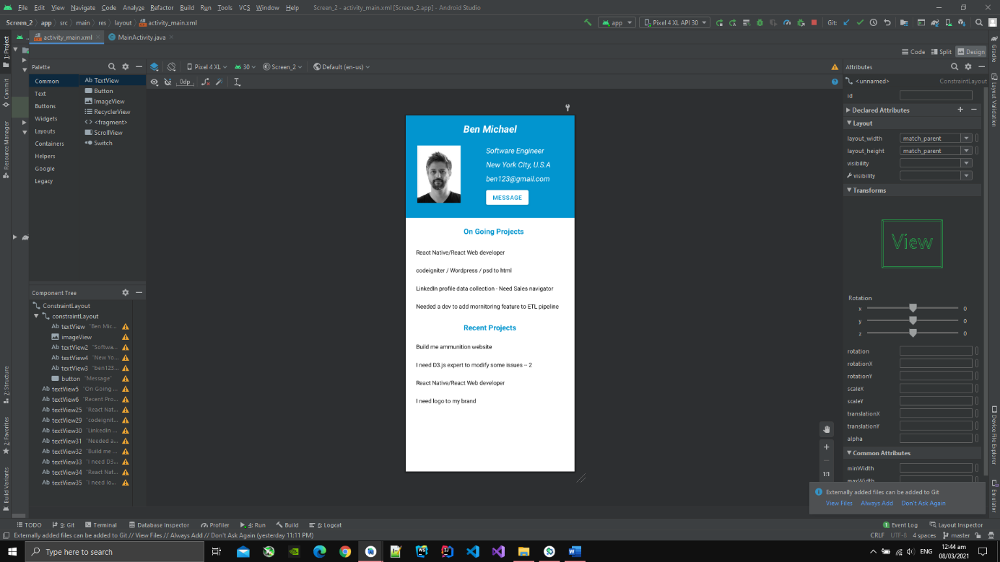 File Edit View Navigate Code Analyze Refactor Build Run Tools VCS Window Help Screen_2 - activity_main.xml [Screen_2.app] - Android Studio
Screen_2 app src main res layout activity_main.xml app Pixel 4 XL API 30 Git:
activity_main.xml MainActivity.java
Code Split Design
Palette Pixel 4 XL 30 Screen_2 Default (en-us) Attributes
0dp <unnamed> ConstraintLayout
Common
Text
Buttons
Widgets
Layouts
Containers
Helpers
Google
Legacy
Ab TextView
Button
ImageView
RecyclerView
<> <fragment>
ScrollView
Switch
Component Tree
ConstraintLayout
constraintLayout
Ab textView "Ben Mic...
imageView
Ab textView2 "Softwa...
Ab textView4 "New Yo...
Ab textView3 "ben123...
button "Message"
Ab textView5 "On Going ...
Ab textView6 "Recent Pro...
Ab textView25 "React Nat...
Ab textView29 "codeignit...
Ab textView30 "LinkedIn ...
Ab textView31 "Needed a...
Ab textView32 "Build me ...
Ab textView33 "I need D3...
Ab textView34 "React Nat...
Ab textView35 "I need lo...
Ben Michael
Software Engineer
New York City, U.S.A
ben123@gmail.com
MESSAGE
On Going Projects
React Native/React Web developer
codeigniter / Wordpress / psd to html
LinkedIn profile data collection - Need Sales navigator
Needed a dev to add mornitoring feature to ETL pipeline
Recent Projects
Build me ammunition website
I need D3.js expert to modify some issues -- 2
React Native/React Web developer
I need logo to my brand
id
Declared Attributes
Layout
layout_width match_parent
layout_height match_parent
visibility
visibility
Transforms
View
Rotation
x 0
y 0
z 0
rotation
rotationX
rotationY
scaleX
scaleY
translationX
translationY
alpha
Common Attributes
minWidth
maxWidth
1:1
Externally added files can be added to Git
View Files Always Add Don't Ask Again
1: Project
Commit
Resource Manager
Z: Structure
2: Favorites
Build Variants
Gradle
Layout Validation
Device File Explorer
Emulator
TODO 9: Git Terminal Database Inspector Profiler 4: Run Build 6: Logcat 1 Event Log Layout Inspector
Externally added files can be added to Git // View Files // Always Add // Don't Ask Again (yesterday 11:11 PM) CRLF UTF-8 4 spaces master
Type here to search
ENG
12:44 am
08/03/2021